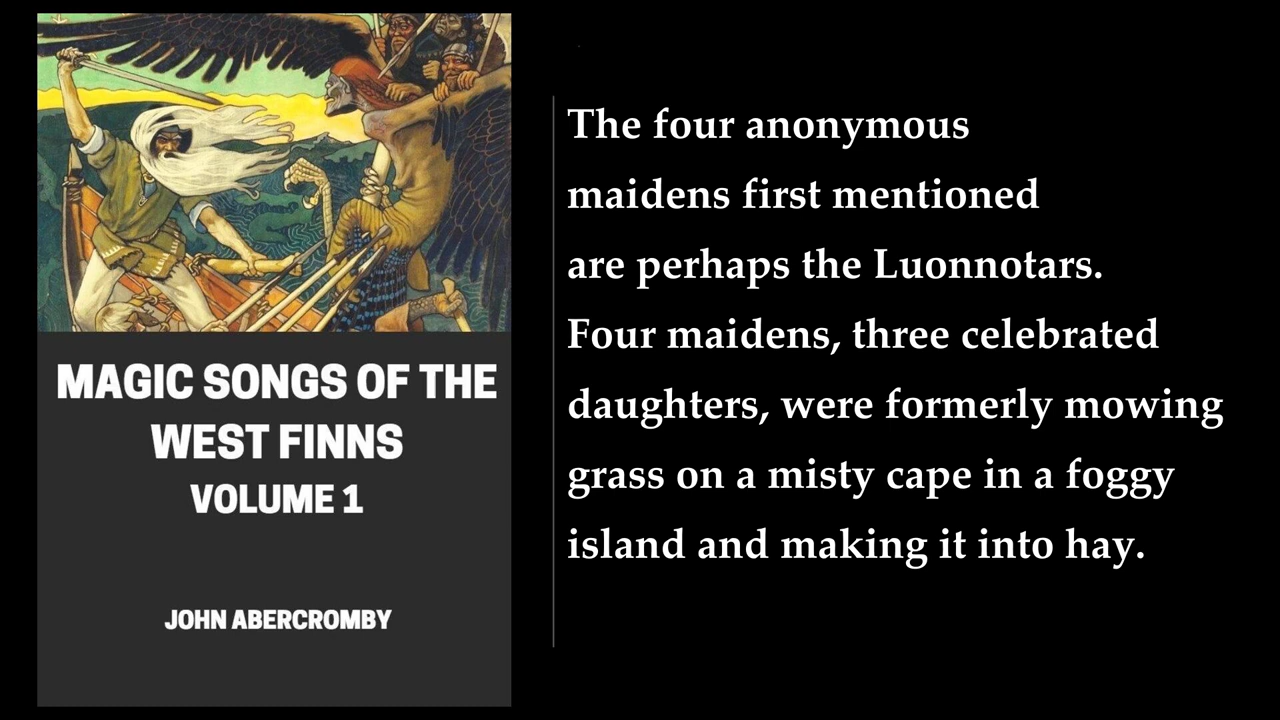 MAGIC SONGS OF THE
WEST FINNS
VOLUME 1
JOHN ABERCROMBY
The four anonymous
maidens first mentioned
are perhaps the Luonnotars.
Four maidens, three celebrated
daughters, were formerly mowing
grass on a misty cape in a foggy
island and making it into hay.